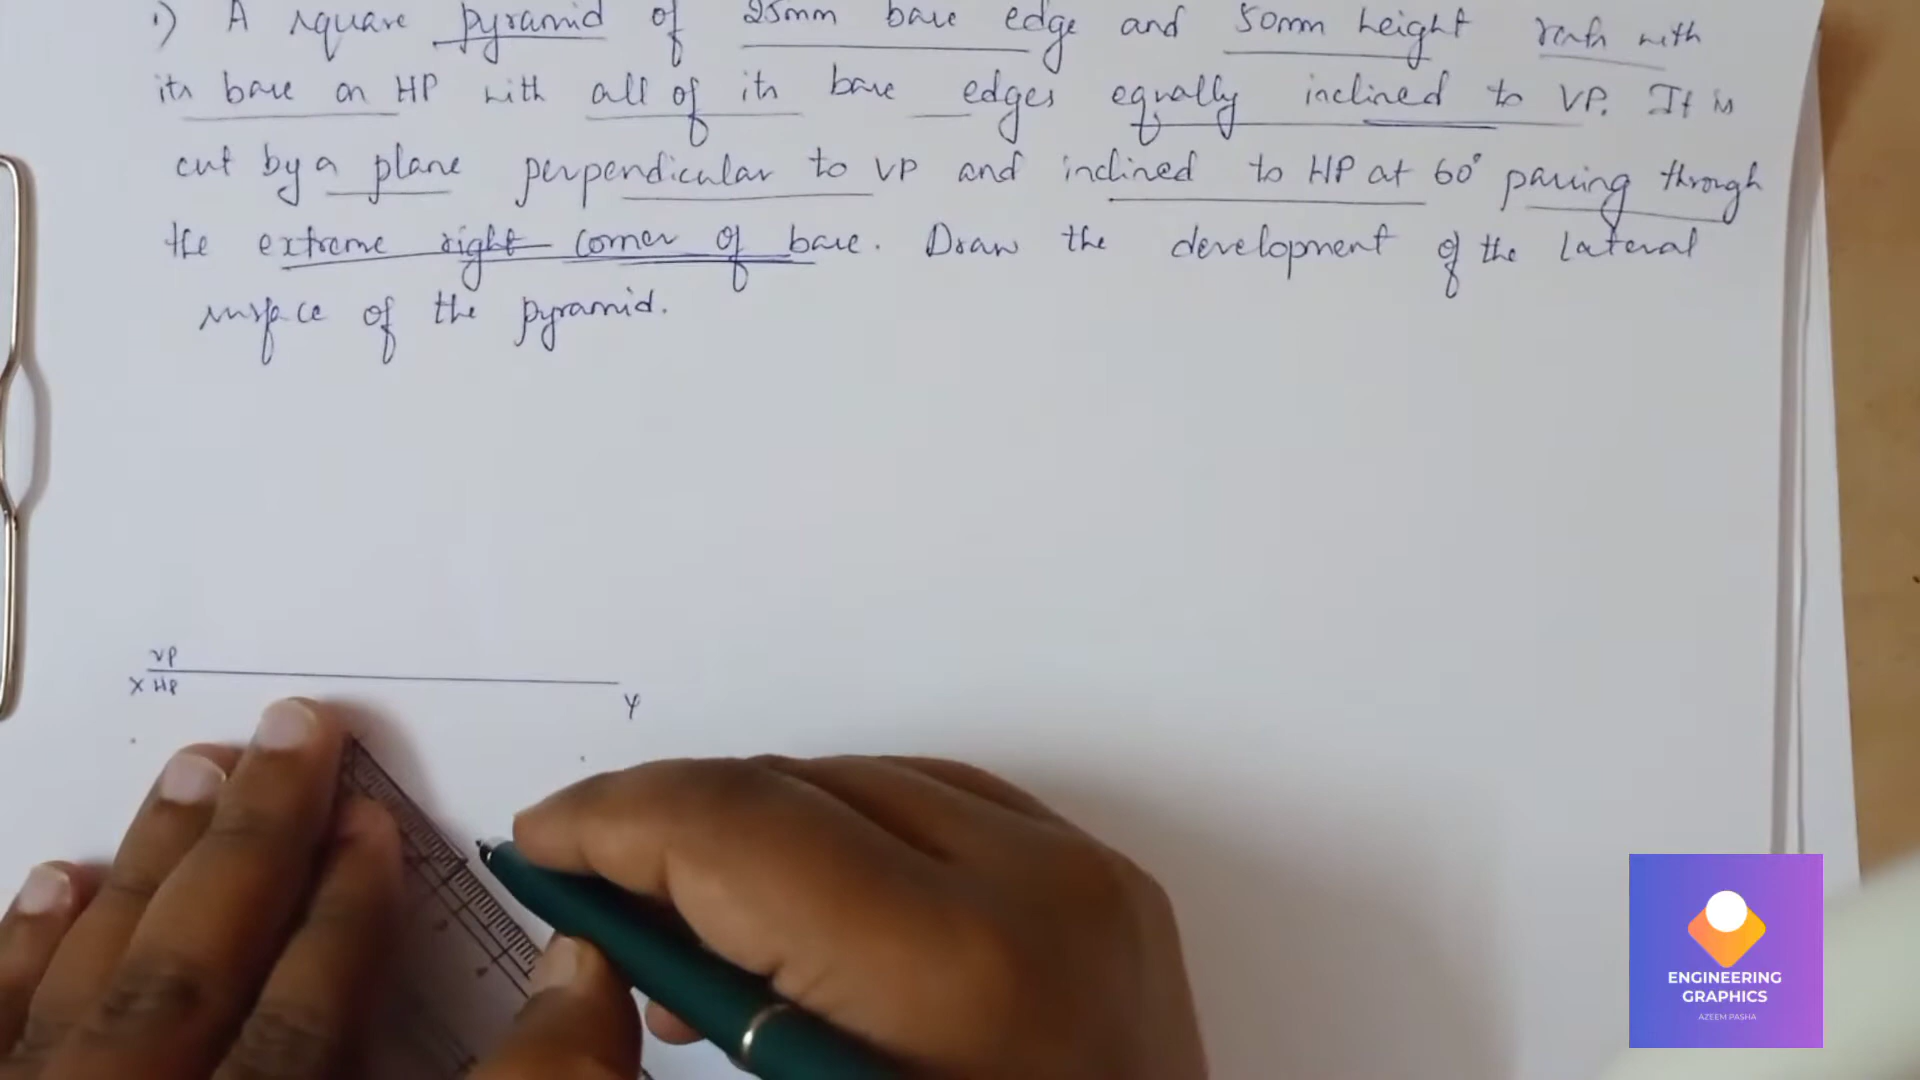 1) A square pyramid of 25mm base edge and 50mm height rests with
its base on HP with all of its base edges equally inclined to VP. It is
cut by a plane perpendicular to VP and inclined to HP at 60° passing through
the extreme right corner of base. Draw the development of the lateral
surface of the pyramid.
VP
X HP
Y
ENGINEERING
GRAPHICS
AZEEM PASHA